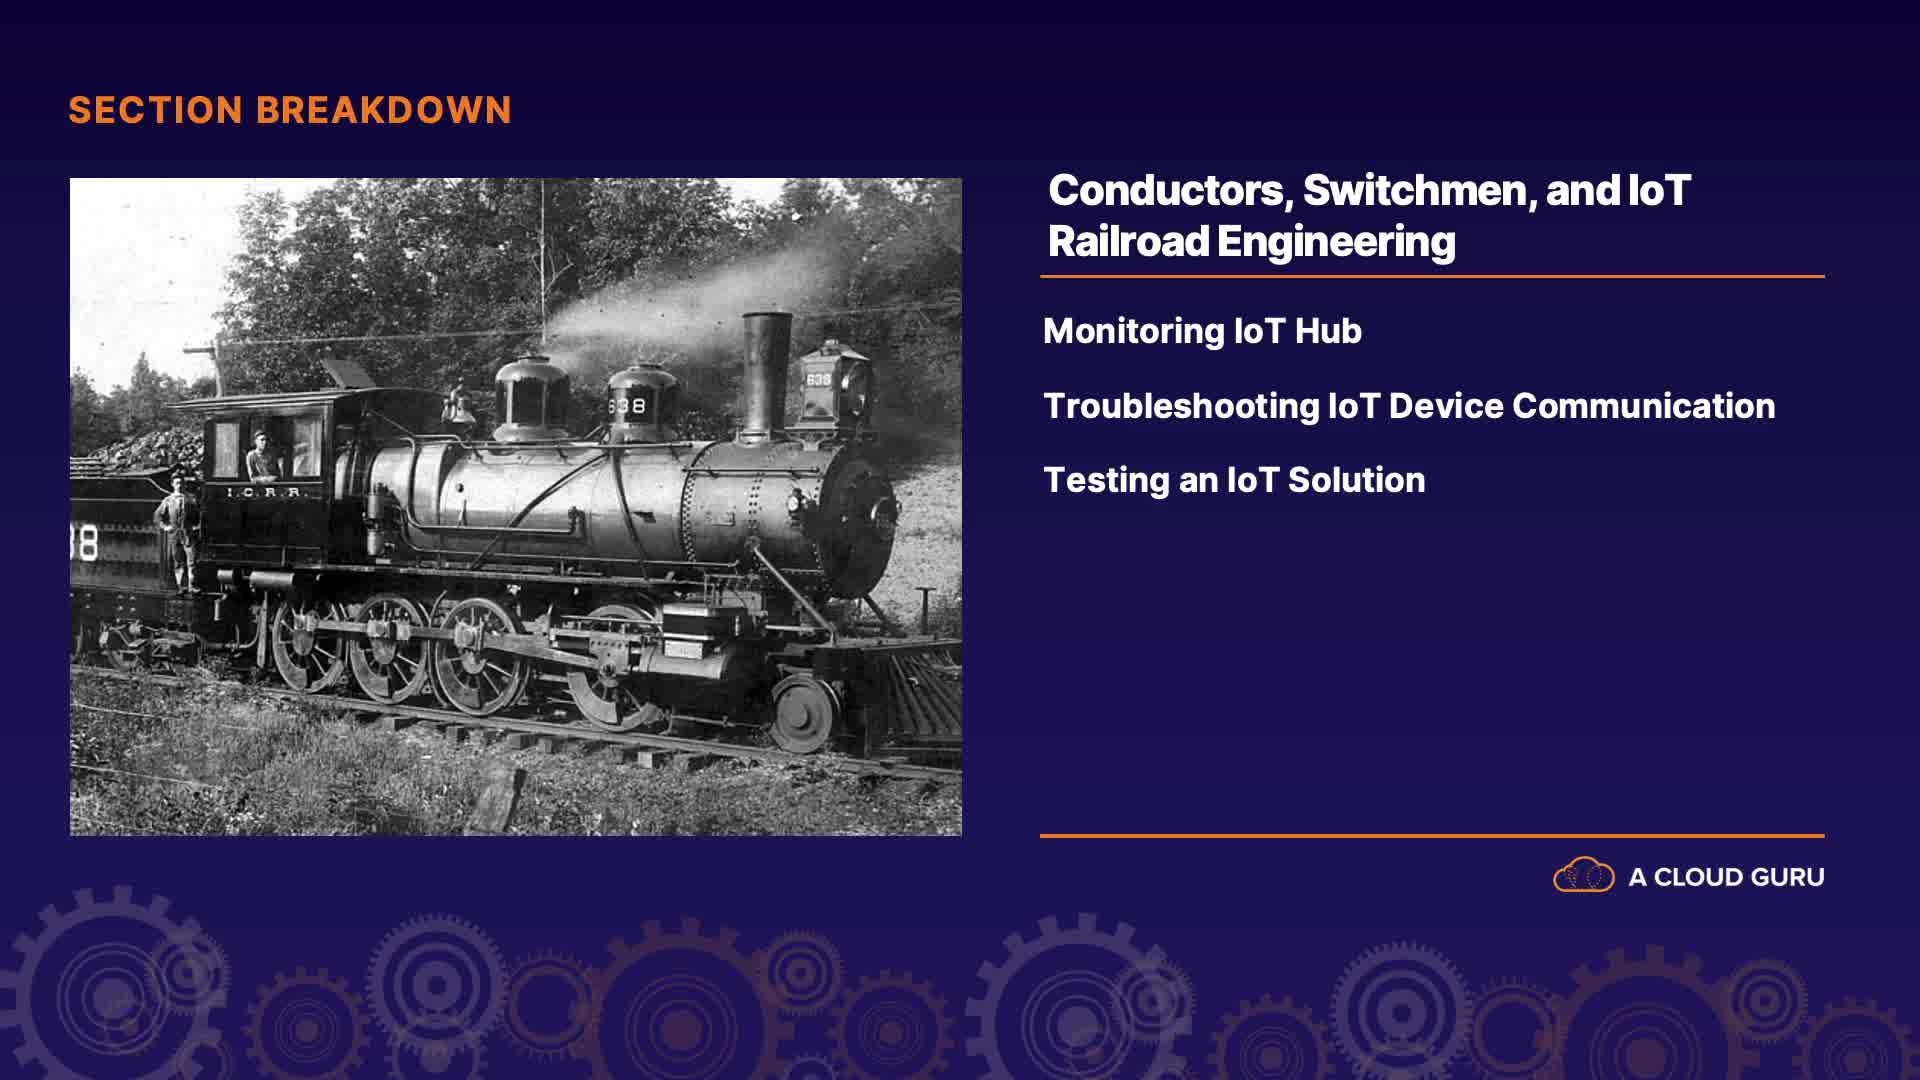 SECTION BREAKDOWN
Conductors, Switchmen, and IoT
Railroad Engineering
Monitoring IoT Hub
Troubleshooting IoT Device Communication
Testing an IoT Solution
638
638
I.C.R.R.
38
A CLOUD GURU